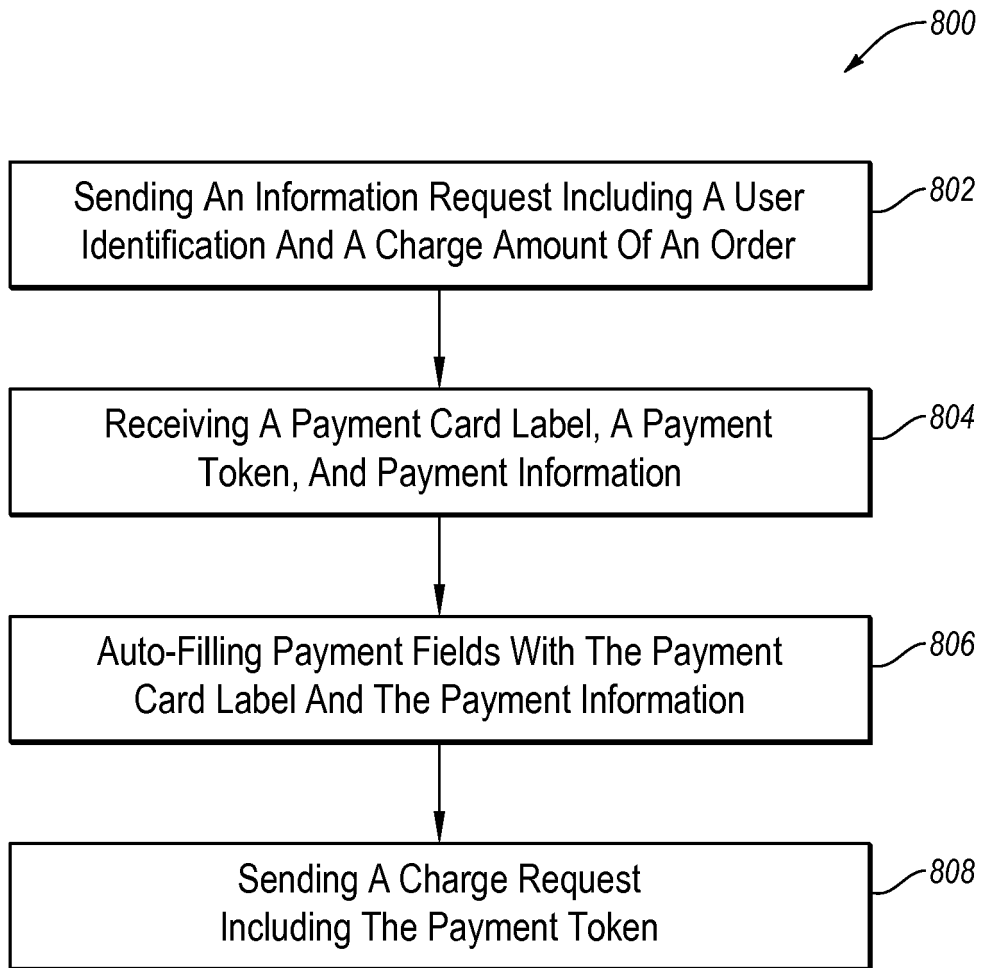 800
Sending An Information Request Including A User
Identification And A Charge Amount Of An Order
802
Receiving A Payment Card Label, A Payment
Token, And Payment Information
804
Auto-Filling Payment Fields With The Payment
Card Label And The Payment Information
806
Sending A Charge Request
Including The Payment Token
808